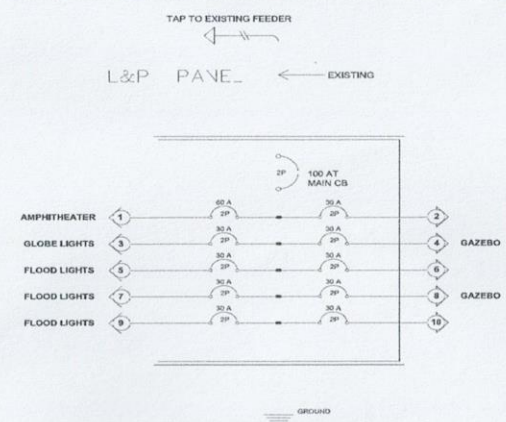 TAP TO EXISTING FEEDER
L&P PANEL
EXISTING
2P
100 AT
MAIN CB
60 A 30 A
AMPHITHEATER 1 2P 2P 2
30 A 30 A
GLOBE LIGHTS 3 2P 2P 4 GAZEBO
30 A 30 A
FLOOD LIGHTS 5 2P 2P 6
30 A 30 A
FLOOD LIGHTS 7 2P 2P 8 GAZEBO
30 A 30 A
FLOOD LIGHTS 9 2P 2P 10
GROUND